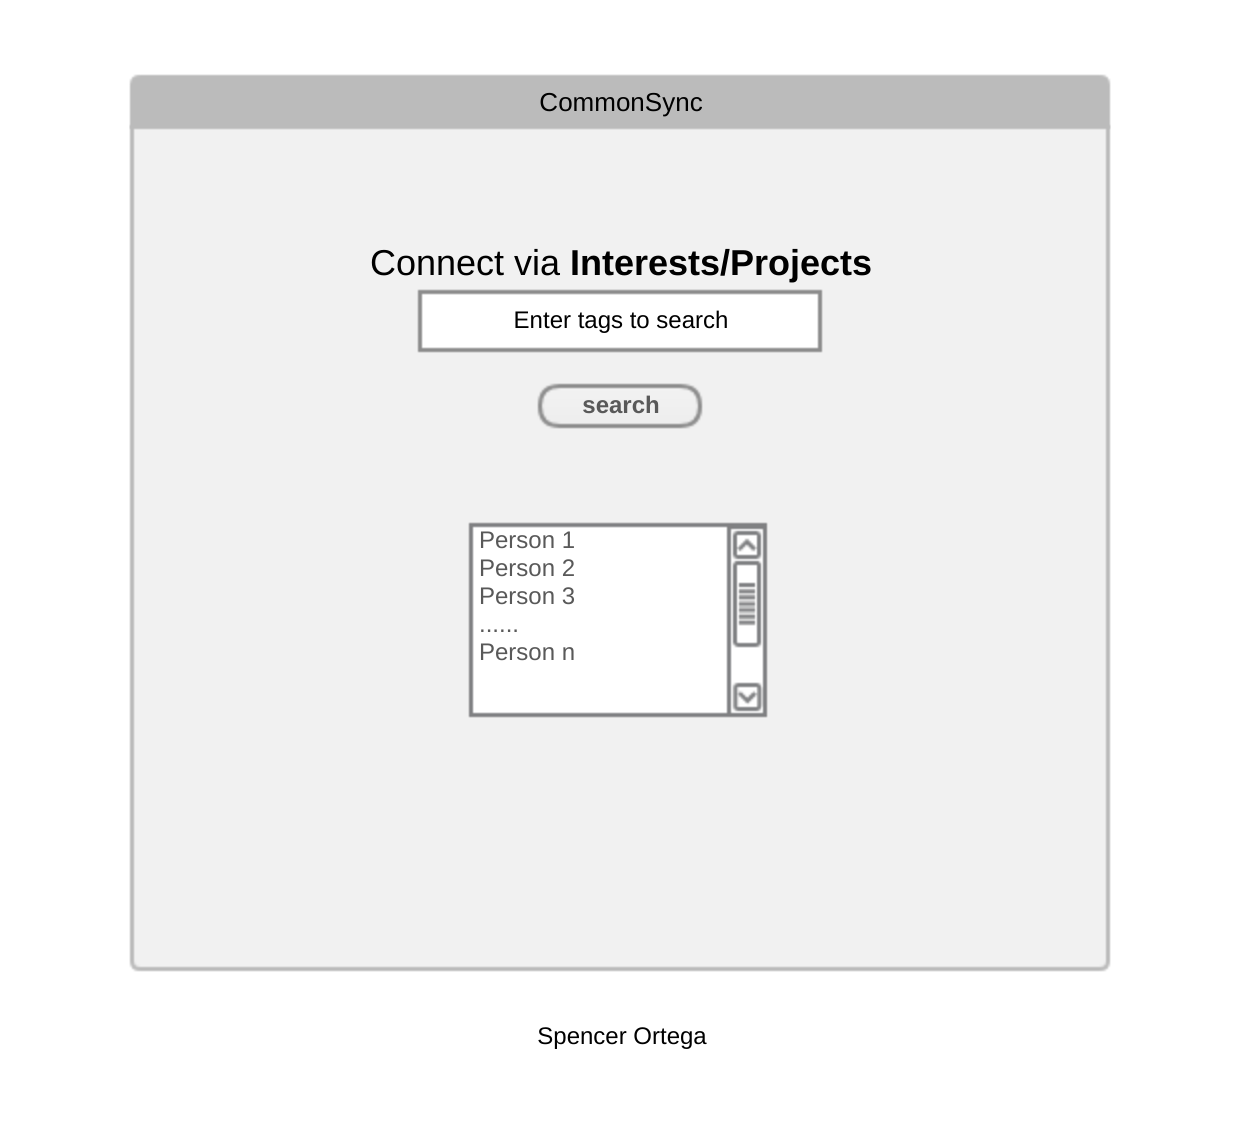 CommonSync
Connect via Interests/Projects
Enter tags to search
search
Person 1
Person 2
Person 3
......
Person n
Spencer Ortega